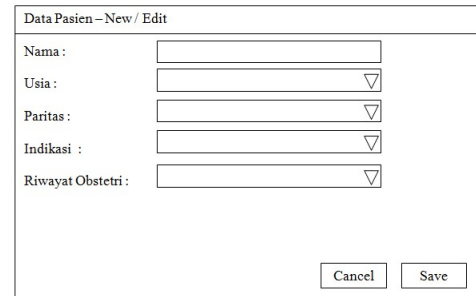 Data Pasien – New / Edit
Nama :
Usia :
Paritas :
Indikasi :
Riwayat Obstetri :
Cancel Save